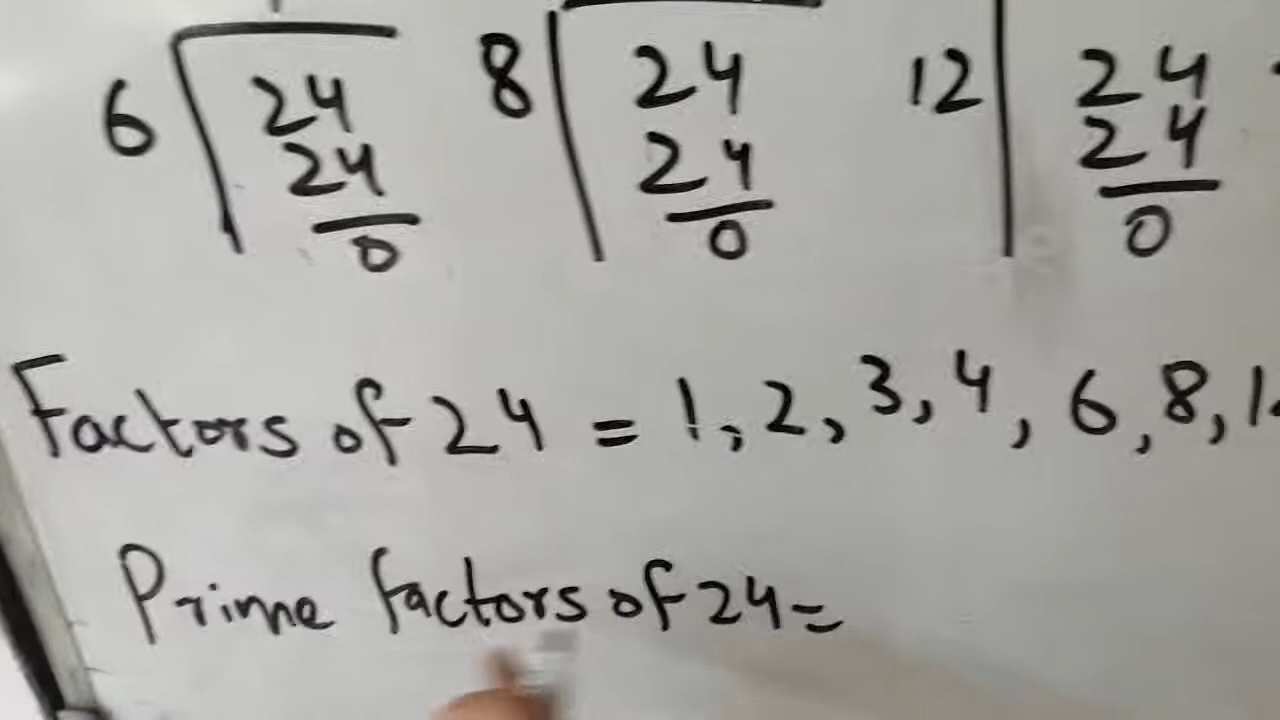 6 24 8 24 12 24
24 24 24
0 0 0
Factors of 24 = 1, 2, 3, 4, 6, 8, 1
Prime factors of 24 =